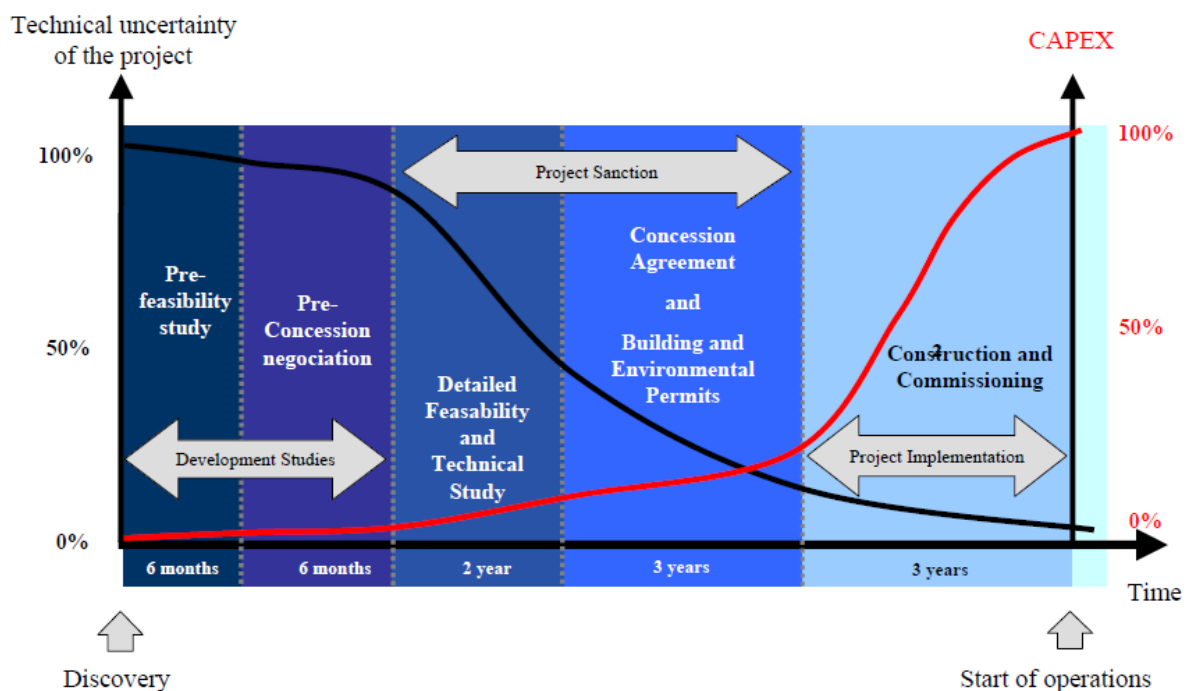 Technical uncertainty
of the project
CAPEX
100%
50%
0%
100%
50%
0%
Project Sanction
Pre-
feasibility
study
Pre-
Concession
negociation
Detailed
Feasability
and
Technical
Study
Concession
Agreement
and
Building and
Environmental
Permits
2
Construction and
Commissioning
Development Studies
Project Implementation
6 months
6 months
2 year
3 years
3 years
Time
Discovery
Start of operations